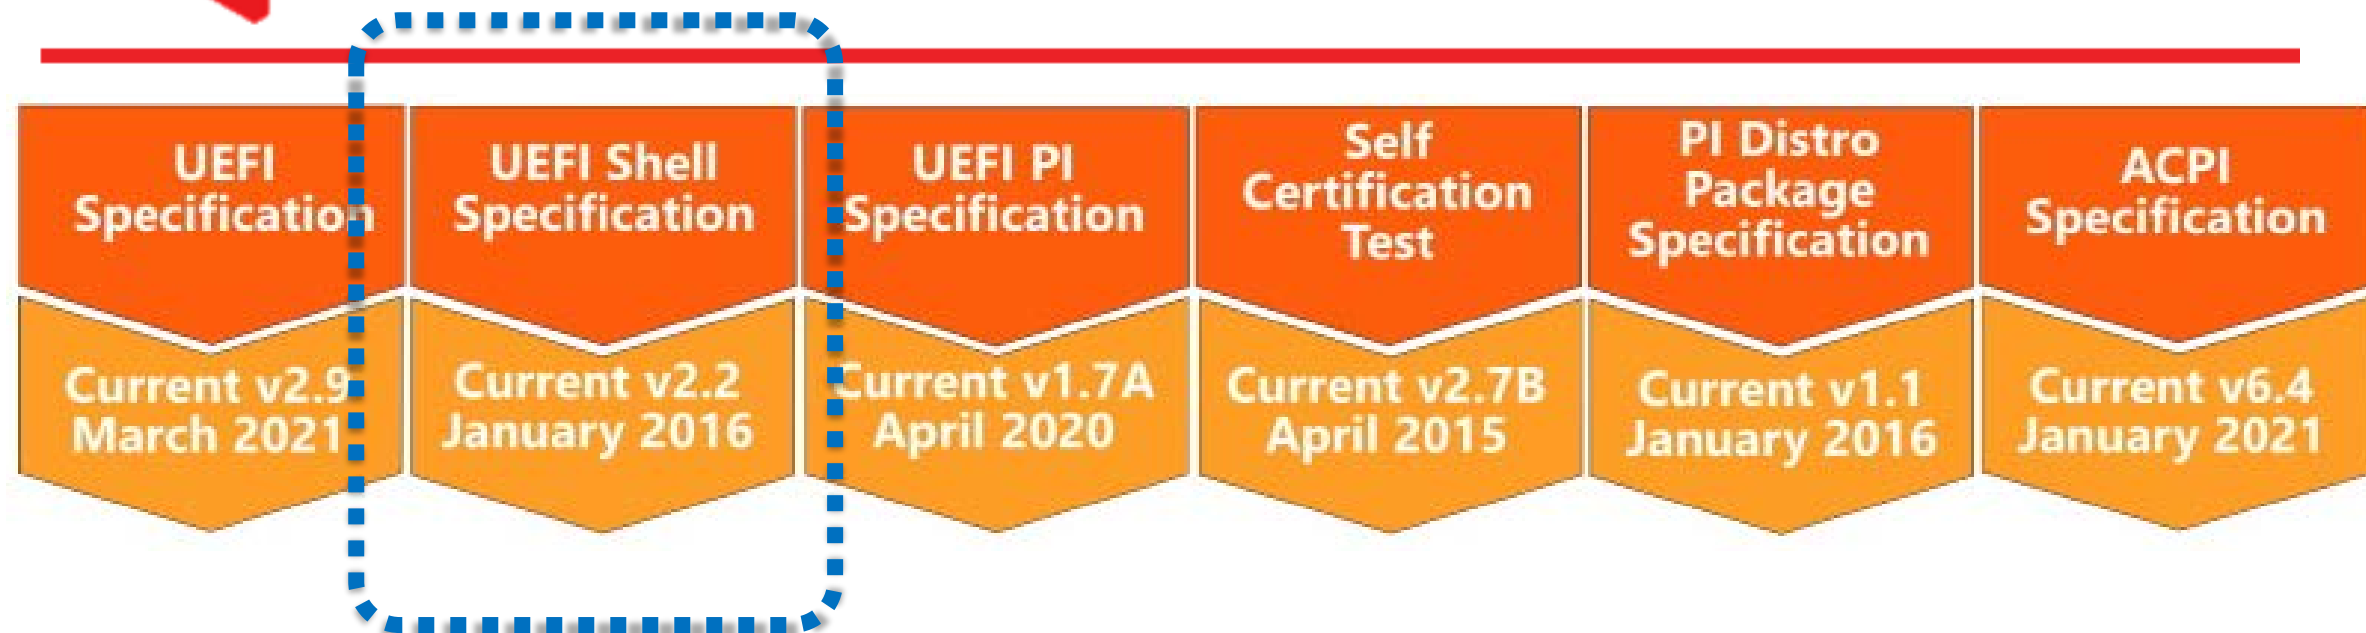 UEFI
Specification
Current v2.9
March 2021
UEFI Shell
Specification
Current v2.2
January 2016
UEFI PI
Specification
Current v1.7A
April 2020
Self
Certification
Test
Current v2.7B
April 2015
PI Distro
Package
Specification
Current v1.1
January 2016
ACPI
Specification
Current v6.4
January 2021